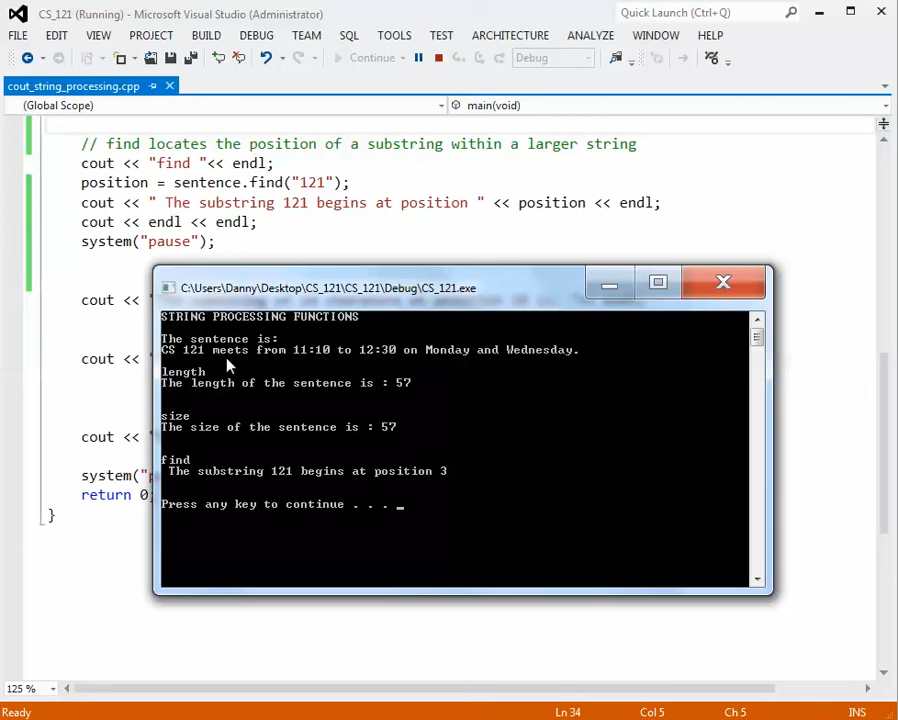 CS_121 (Running) - Microsoft Visual Studio (Administrator)
Quick Launch (Ctrl+Q)
FILE EDIT VIEW PROJECT BUILD DEBUG TEAM SQL TOOLS TEST ARCHITECTURE ANALYZE WINDOW HELP
Continue Debug
cout_string_processing.cpp
(Global Scope) main(void)
// find locates the position of a substring within a larger string
cout << "find "<< endl;
position = sentence.find("121");
cout << " The substring 121 begins at position " << position << endl;
cout << endl << endl;
system("pause");
C:\Users\Danny\Desktop\CS_121\CS_121\Debug\CS_121.exe
cout << "
STRING PROCESSING FUNCTIONS
The sentence is:
CS 121 meets from 11:10 to 12:30 on Monday and Wednesday.
cout << "
length
The length of the sentence is : 57
size
The size of the sentence is : 57
cout << "
find
The substring 121 begins at position 3
system("p
return 0;
Press any key to continue . . . _
}
125 %
Ready Ln 34 Col 5 Ch 5 INS